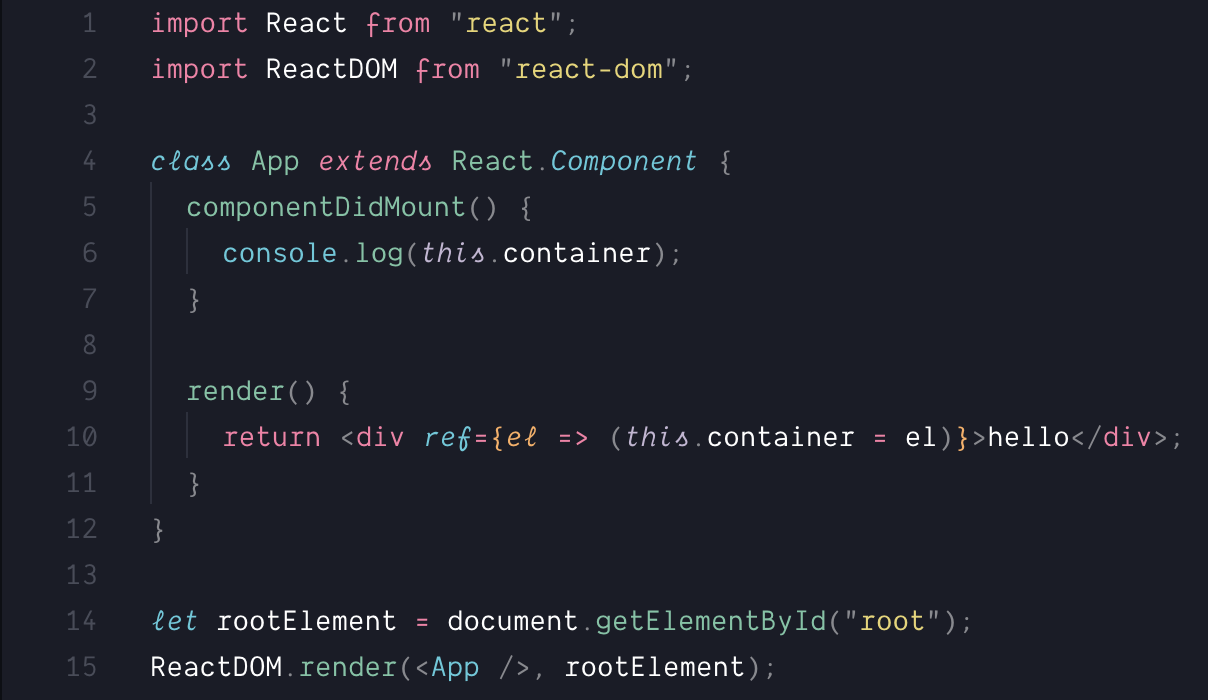 1 import React from "react";
2 import ReactDOM from "react-dom";
3
4 class App extends React.Component {
5   componentDidMount() {
6     console.log(this.container);
7   }
8
9   render() {
10     return <div ref={el => (this.container = el)}>hello</div>;
11   }
12 }
13
14 let rootElement = document.getElementById("root");
15 ReactDOM.render(<App />, rootElement);